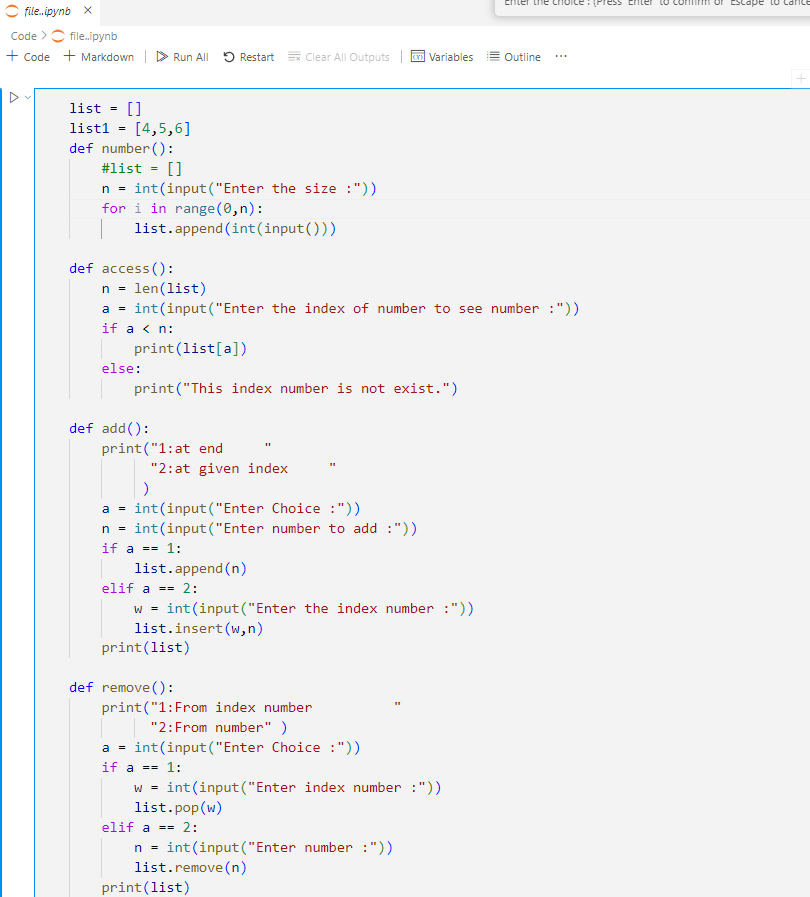 file..ipynb
Enter the choice : (Press 'Enter' to confirm or 'Escape' to cance
Code > file..ipynb
+ Code + Markdown | Run All Restart Clear All Outputs | Variables Outline ...
list = []
list1 = [4,5,6]
def number():
    #list = []
    n = int(input("Enter the size :"))
    for i in range(0,n):
        list.append(int(input()))
def access():
    n = len(list)
    a = int(input("Enter the index of number to see number :"))
    if a < n:
        print(list[a])
    else:
        print("This index number is not exist.")
def add():
    print("1:at end     "
          "2:at given index     "
         )
    a = int(input("Enter Choice :"))
    n = int(input("Enter number to add :"))
    if a == 1:
        list.append(n)
    elif a == 2:
        w = int(input("Enter the index number :"))
        list.insert(w,n)
    print(list)
def remove():
    print("1:From index number          "
          "2:From number" )
    a = int(input("Enter Choice :"))
    if a == 1:
        w = int(input("Enter index number :"))
        list.pop(w)
    elif a == 2:
        n = int(input("Enter number :"))
        list.remove(n)
    print(list)